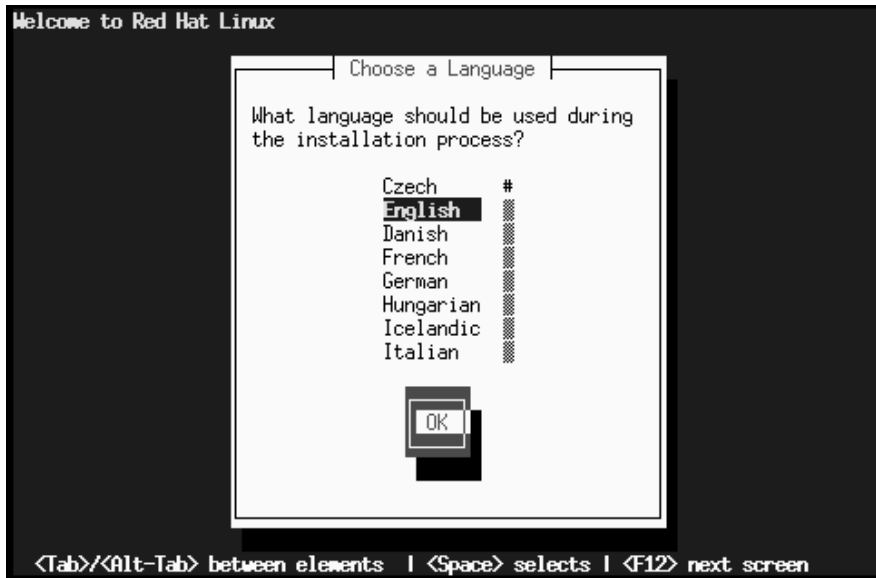 Welcome to Red Hat Linux
Choose a Language
What language should be used during
the installation process?
Czech #
English
Danish
French
German
Hungarian
Icelandic
Italian
OK
<Tab>/<Alt-Tab> between elements | <Space> selects | <F12> next screen